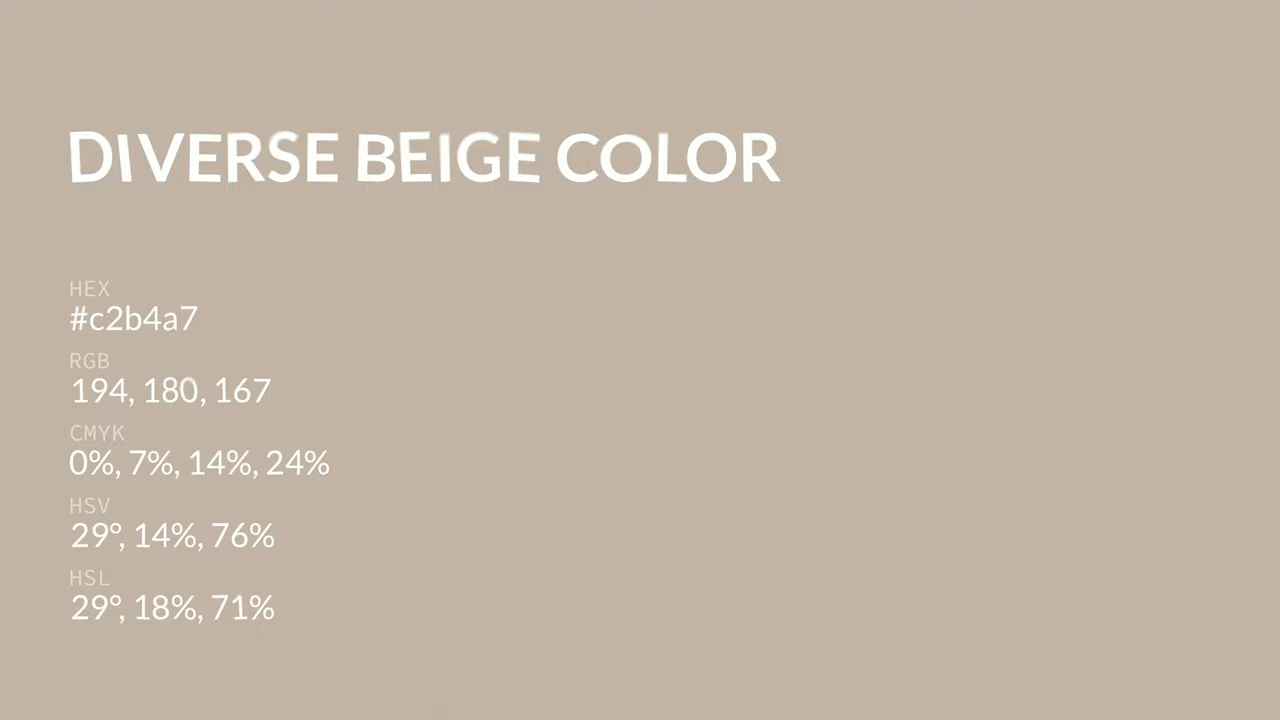 DIVERSE BEIGE COLOR
HEX
#c2b4a7
RGB
194, 180, 167
CMYK
0%, 7%, 14%, 24%
HSV
29°, 14%, 76%
HSL
29°, 18%, 71%